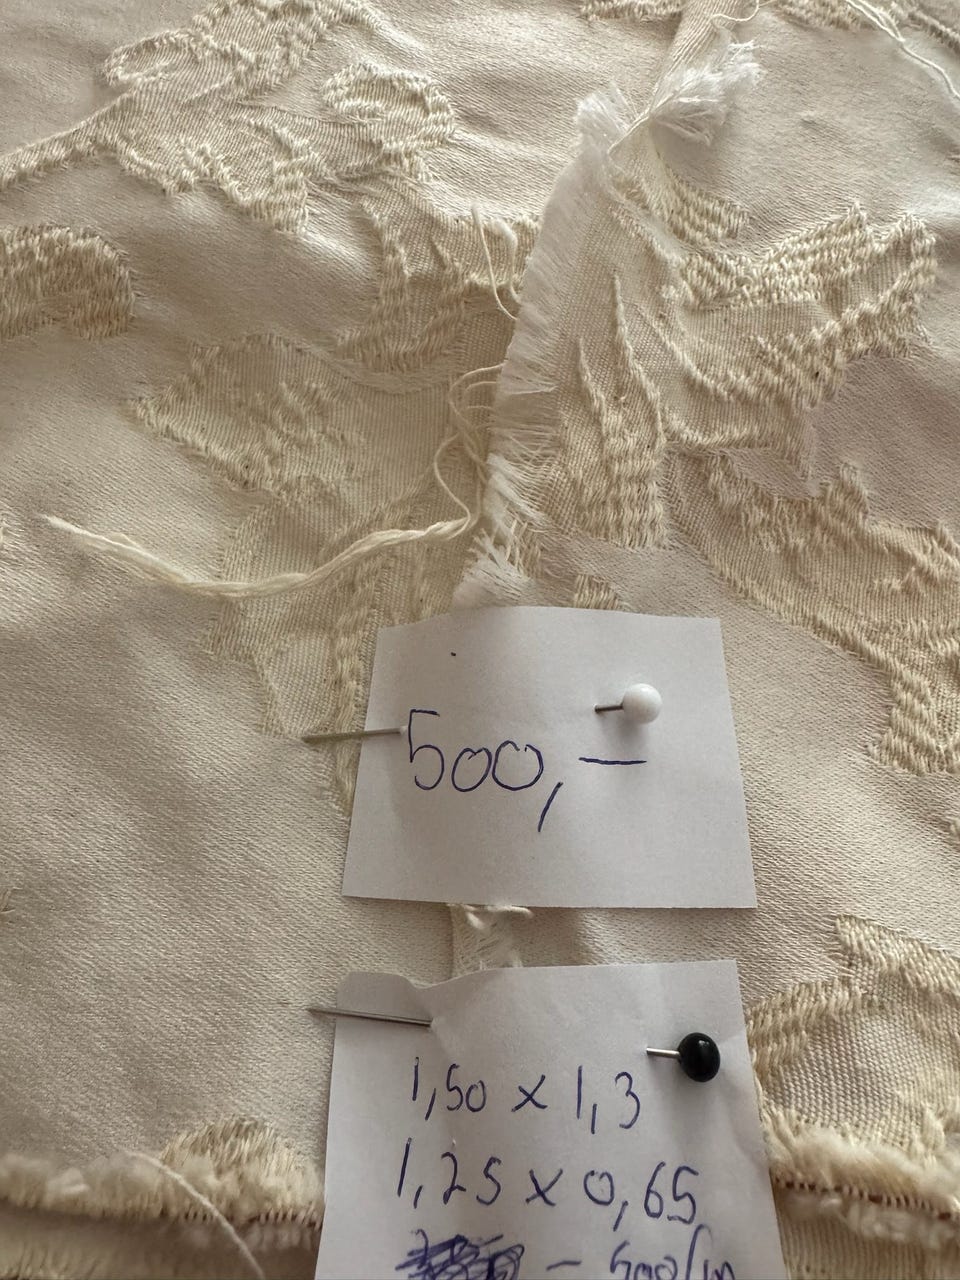 500,—
1,50 x 1,3
1,25 x 0,65
— 500/m